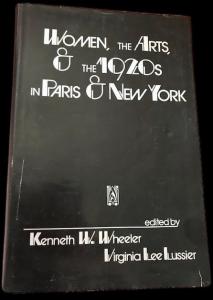 Women, the Arts,
& the 1920s
in Paris & New York
edited by
Kenneth W. Wheeler
Virginia Lee Lussier